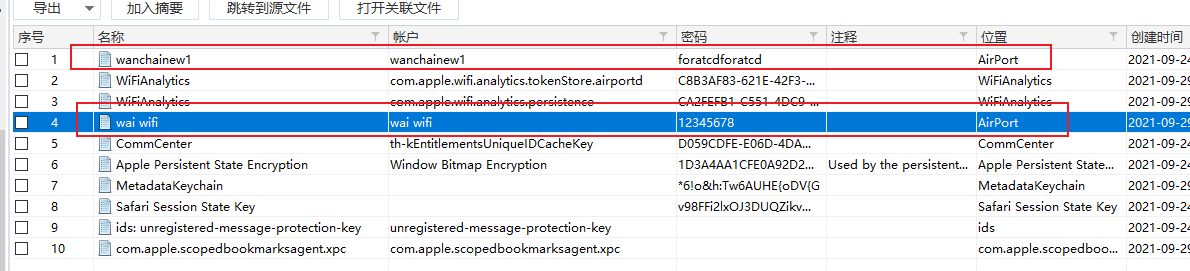 导出 加入摘要 跳转到源文件 打开关联文件
序号 名称 帐户 密码 注释 位置 创建时间
1 wanchainew1 wanchainew1 foratcdforatcd AirPort 2021-09-24
2 WiFiAnalytics com.apple.wifi.analytics.tokenStore.airportd C8B3AF83-621E-42F3-... WiFiAnalytics 2021-09-29
3 WiFiAnalytics com.apple.wifi.analytics.persistence CA2FEFB1-C551-4DC9-... WiFiAnalytics 2021-09-29
4 wai wifi wai wifi 12345678 AirPort 2021-09-29
5 CommCenter th-kEntitlementsUniqueIDCacheKey D059CDFE-E06D-4DA... CommCenter 2021-09-24
6 Apple Persistent State Encryption Window Bitmap Encryption 1D3A4AA1CFE0A92D2... Used by the persistent... Apple Persistent State... 2021-09-24
7 MetadataKeychain *6!o&h:Tw6AUHE{oDV{G MetadataKeychain 2021-09-24
8 Safari Session State Key v98FFi2lxOJ3DUQZikv... Safari Session State Key 2021-09-24
9 ids: unregistered-message-protection-key unregistered-message-protection-key ids 2021-09-24
10 com.apple.scopedbookmarksagent.xpc com.apple.scopedboo... 2021-09-29